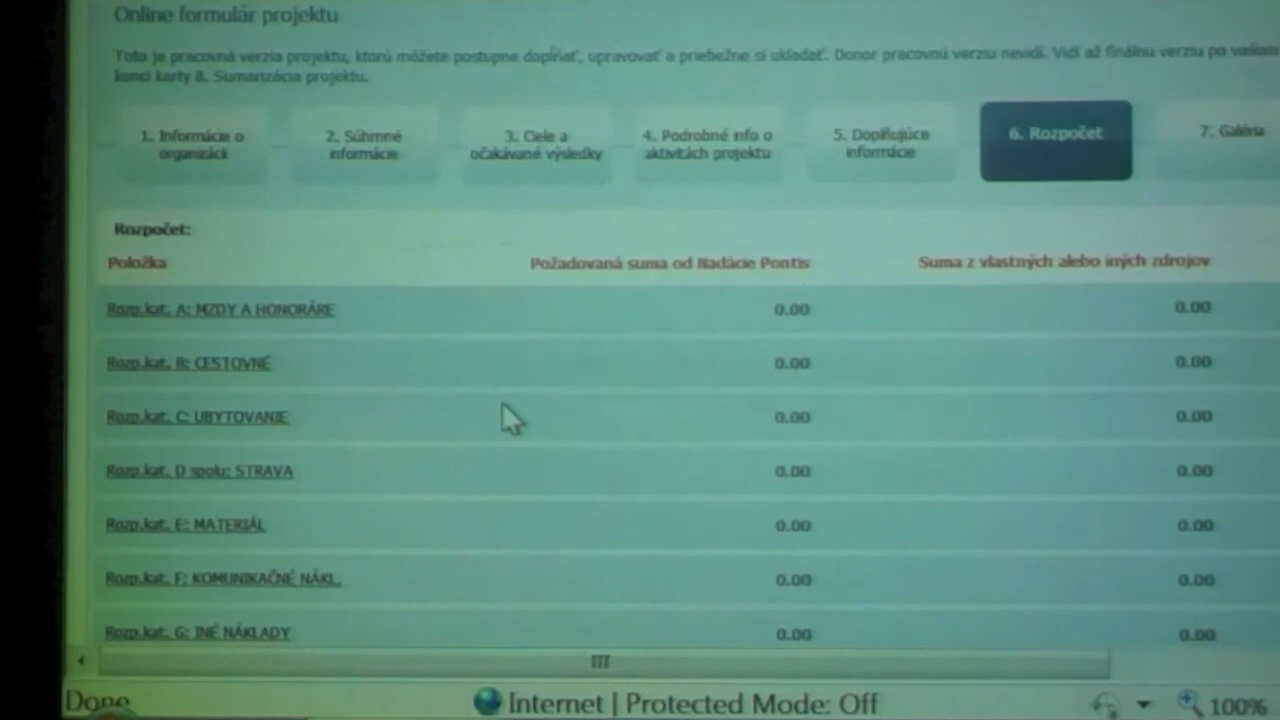 Online formulár projektu
Toto je pracovná verzia projektu, ktorú môžete postupne dopĺňať, upravovať a priebežne si ukladať. Donor pracovnú verziu nevidí. Vidí až finálnu verziu po vašom
konci karty 8. Sumarizácia projektu.
1. Informácie o organizácii
2. Súhrnné informácie
3. Ciele a očakávané výsledky
4. Podrobné info o aktivitách projektu
5. Doplňujúce informácie
6. Rozpočet
7. Galéria
Rozpočet:
Položka Požadovaná suma od Nadácie Pontis Suma z vlastných alebo iných zdrojov
Rozp.kat. A: MZDY A HONORÁRE 0.00 0.00
Rozp.kat. B: CESTOVNÉ 0.00 0.00
Rozp.kat. C: UBYTOVANIE 0.00 0.00
Rozp.kat. D spolu: STRAVA 0.00 0.00
Rozp.kat. E: MATERIÁL 0.00 0.00
Rozp.kat. F: KOMUNIKAČNÉ NÁKL. 0.00 0.00
Rozp.kat. G: INÉ NÁKLADY 0.00 0.00
Done Internet | Protected Mode: Off 100%